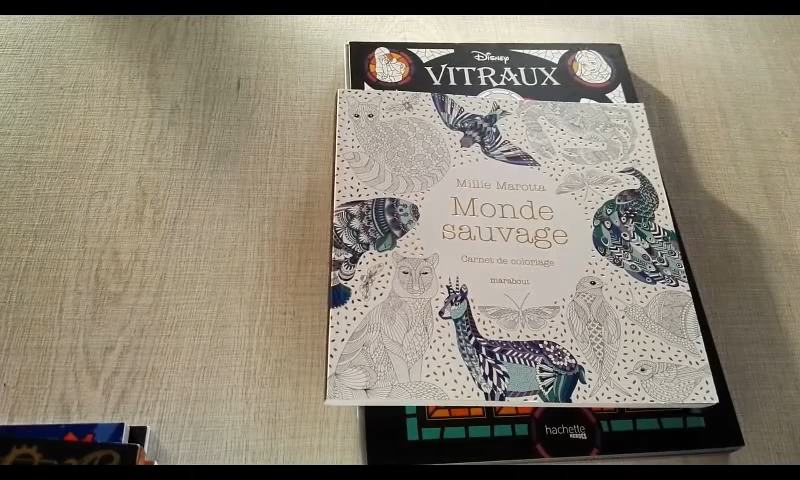 Disney
VITRAUX
Millie Marotta
Monde
sauvage
Carnet de coloriage
marabout
hachette
HEROES